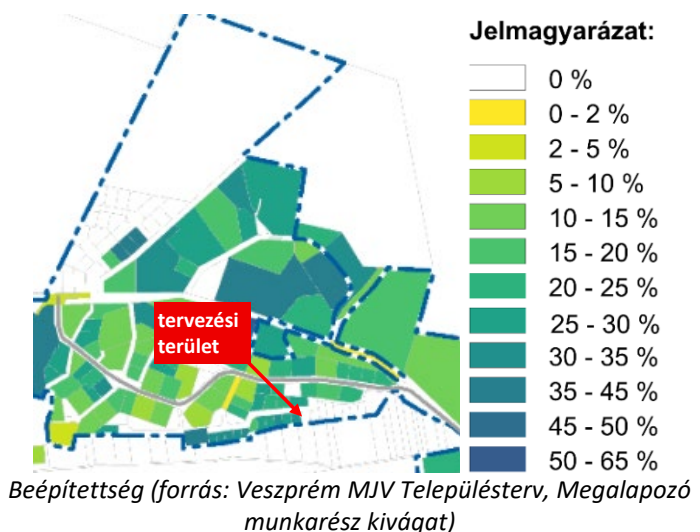 Jelmagyarázat:
0 %
0 - 2 %
2 - 5 %
5 - 10 %
10 - 15 %
15 - 20 %
20 - 25 %
25 - 30 %
30 - 35 %
35 - 45 %
45 - 50 %
50 - 65 %
tervezési
terület
Beépítettség (forrás: Veszprém MJV Településterv, Megalapozó
munkarész kivágat)